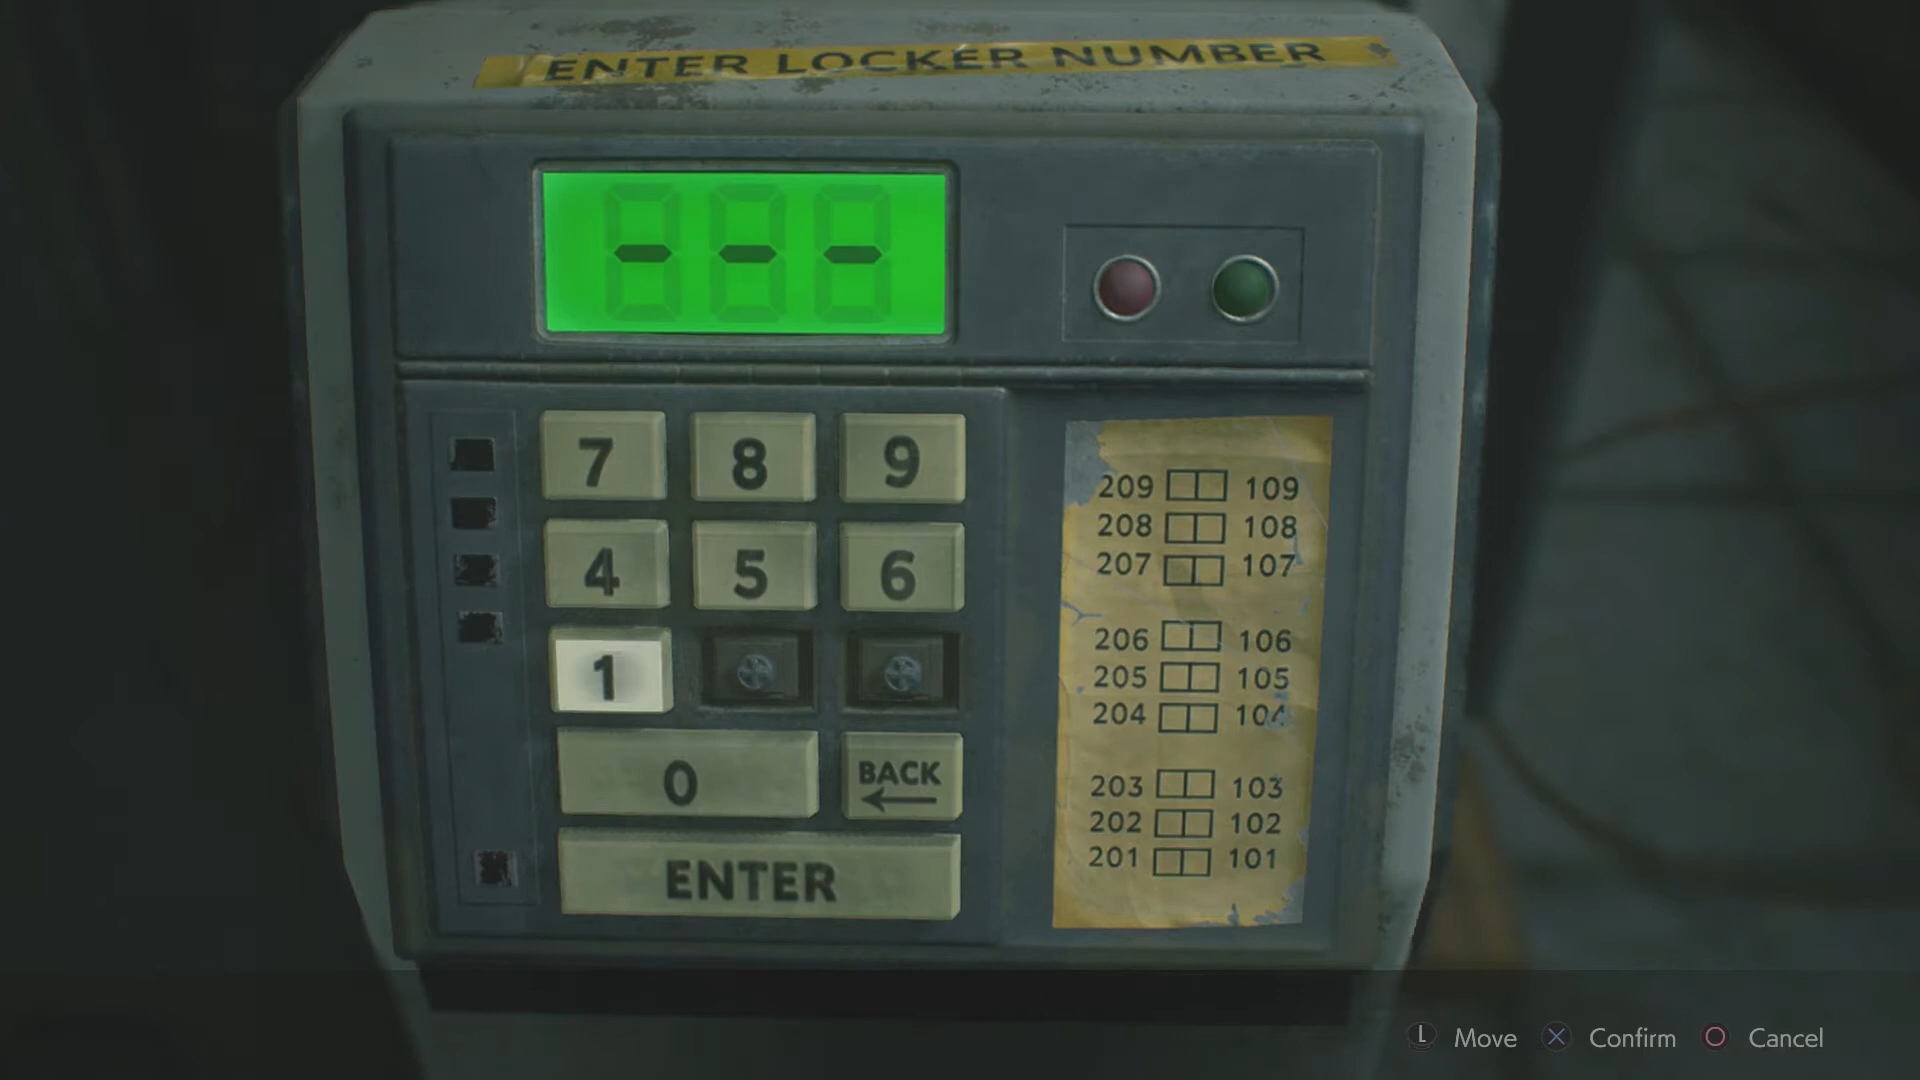 ENTER LOCKER NUMBER
- - -
7 8 9
4 5 6
1
0 BACK
ENTER
209 109
208 108
207 107
206 106
205 105
204 104
203 103
202 102
201 101
L Move Confirm Cancel